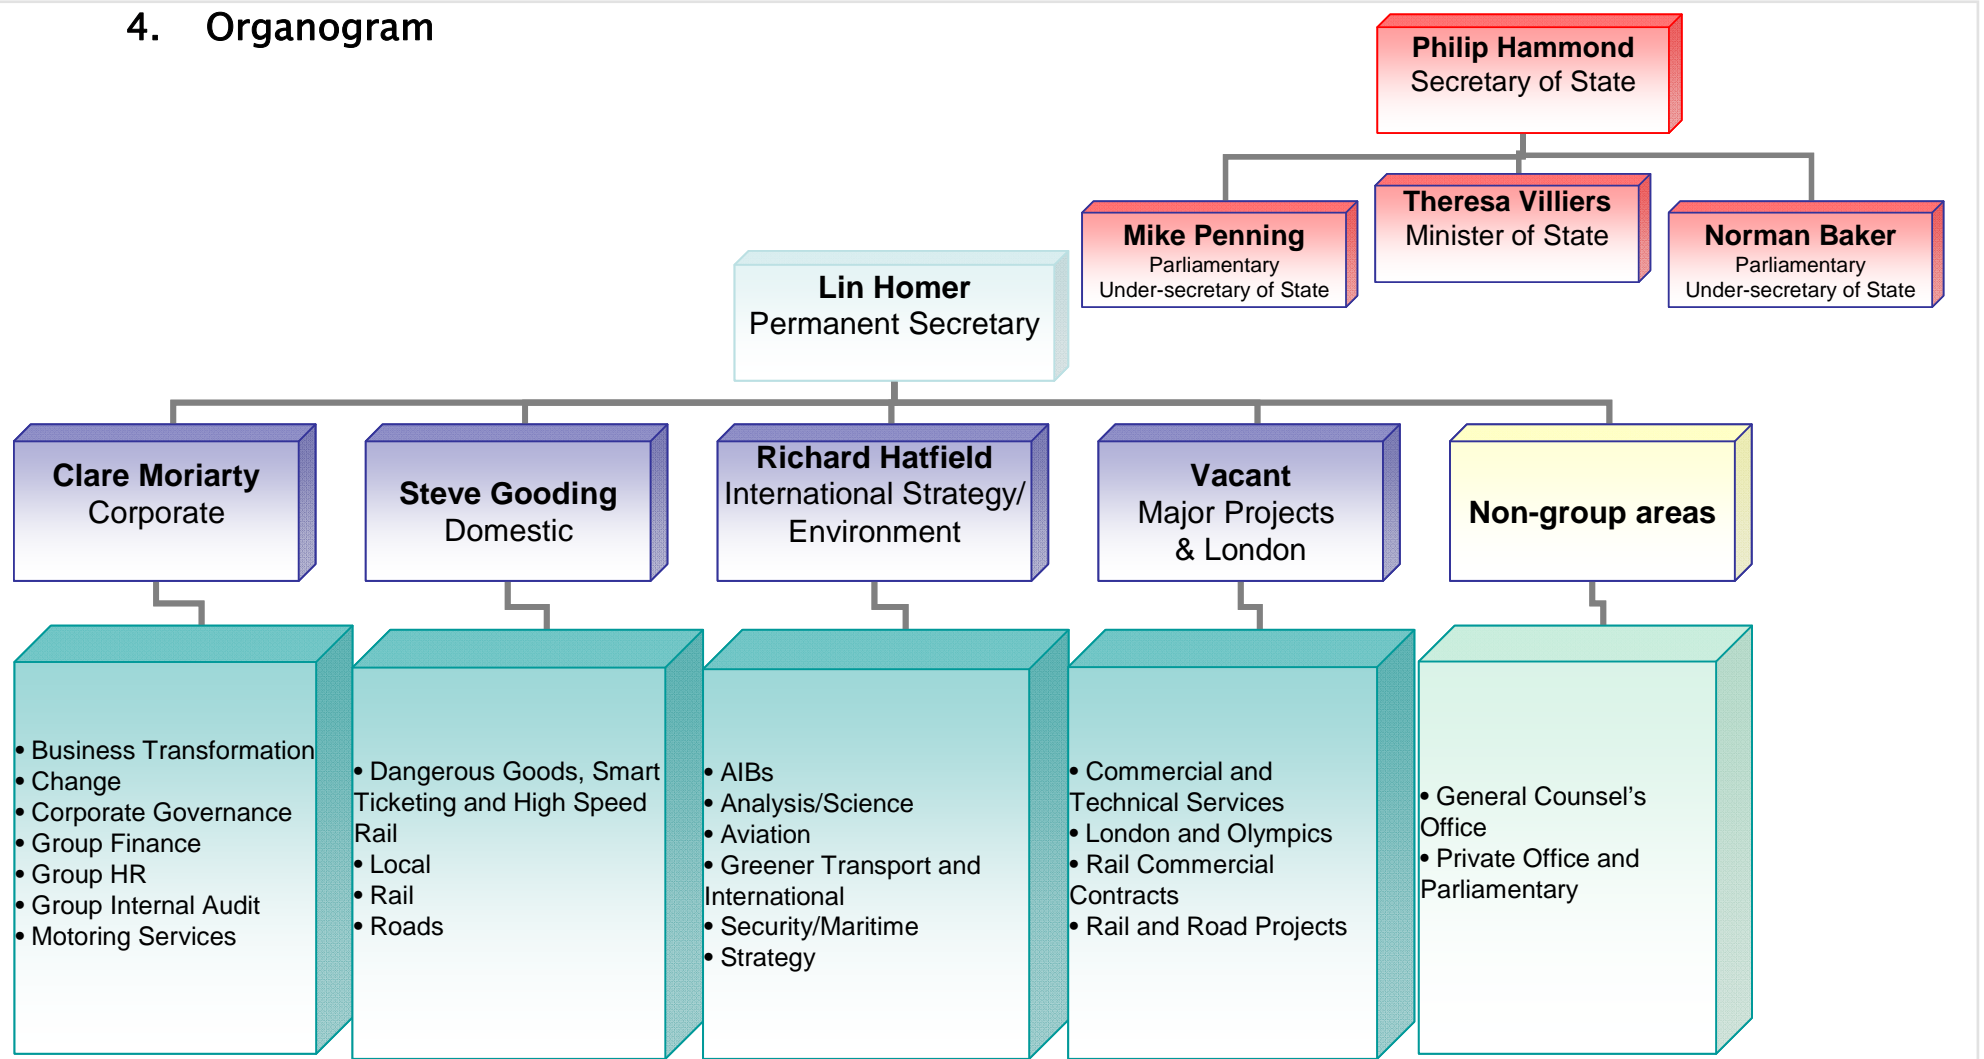 4. Organogram
Philip Hammond
Secretary of State
Theresa Villiers
Minister of State
Mike Penning
Parliamentary
Under-secretary of State
Norman Baker
Parliamentary
Under-secretary of State
Lin Homer
Permanent Secretary
Clare Moriarty
Corporate
Steve Gooding
Domestic
Richard Hatfield
International Strategy/
Environment
Vacant
Major Projects
& London
Non-group areas
• Business Transformation
• Change
• Corporate Governance
• Group Finance
• Group HR
• Group Internal Audit
• Motoring Services
• Dangerous Goods, Smart
Ticketing and High Speed
Rail
• Local
• Rail
• Roads
• AIBs
• Analysis/Science
• Aviation
• Greener Transport and
International
• Security/Maritime
• Strategy
• Commercial and
Technical Services
• London and Olympics
• Rail Commercial
Contracts
• Rail and Road Projects
• General Counsel’s
Office
• Private Office and
Parliamentary